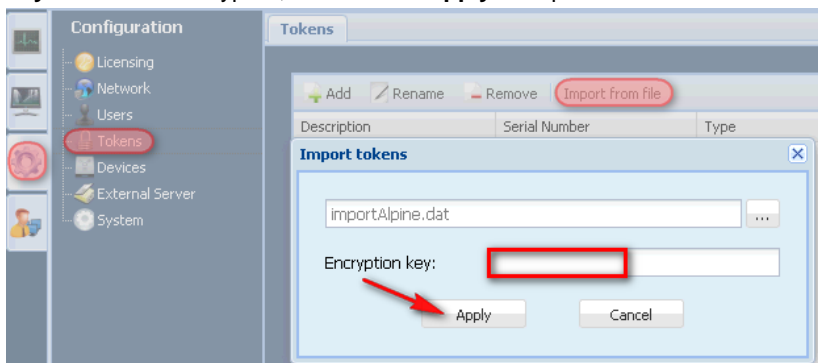 Configuration
Tokens
Licensing
Network
Users
Tokens
Devices
External Server
System
Add Rename Remove Import from file
Description Serial Number Type
Import tokens
importAlpine.dat ...
Encryption key:
Apply Cancel